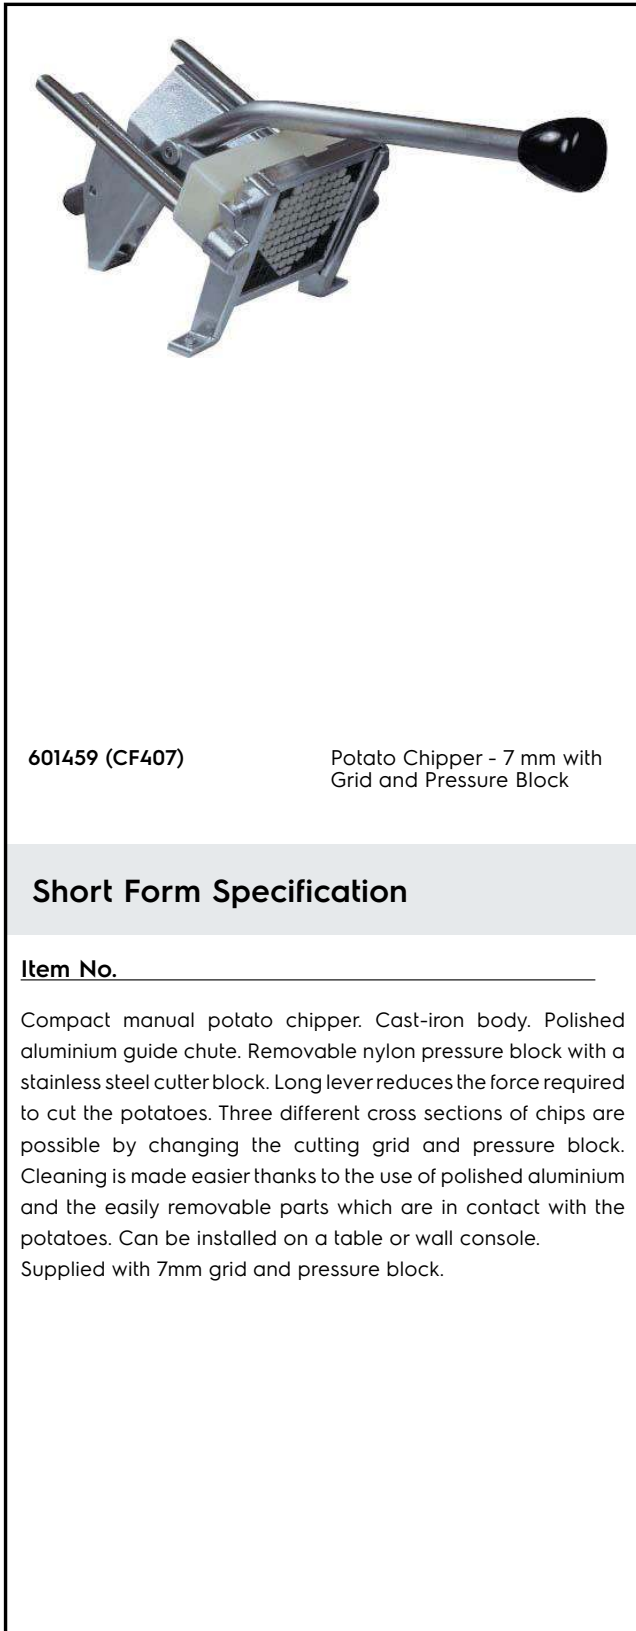 601459 (CF407)
Potato Chipper - 7 mm with
Grid and Pressure Block
Short Form Specification
Item No.
Compact manual potato chipper. Cast-iron body. Polished
aluminium guide chute. Removable nylon pressure block with a
stainless steel cutter block. Long lever reduces the force required
to cut the potatoes. Three different cross sections of chips are
possible by changing the cutting grid and pressure block.
Cleaning is made easier thanks to the use of polished aluminium
and the easily removable parts which are in contact with the
potatoes. Can be installed on a table or wall console.
Supplied with 7mm grid and pressure block.